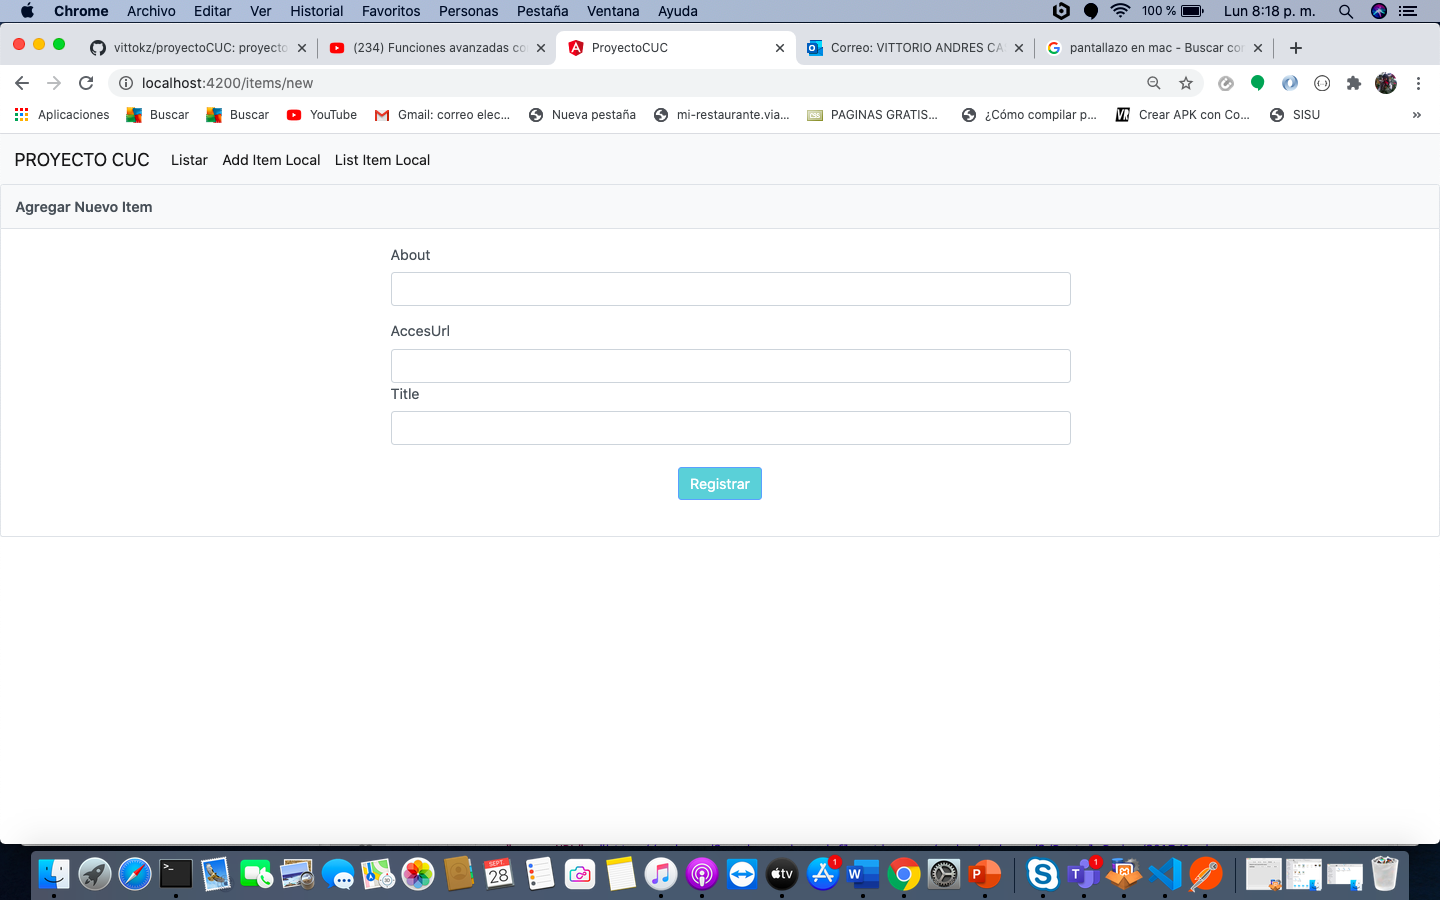 Chrome Archivo Editar Ver Historial Favoritos Personas Pestaña Ventana Ayuda 100 % Lun 8:18 p. m.
vittokz/proyectoCUC: proyecto (234) Funciones avanzadas co ProyectoCUC Correo: VITTORIO ANDRES CA pantallazo en mac - Buscar co
localhost:4200/items/new
Aplicaciones Buscar Buscar YouTube Gmail: correo elec... Nueva pestaña mi-restaurante.via... PAGINAS GRATIS... ¿Cómo compilar p... Crear APK con Co... SISU »
PROYECTO CUC Listar Add Item Local List Item Local
Agregar Nuevo Item
About
AccesUrl
Title
Registrar
SEPT
28
tv
1
W
P
S
T
1